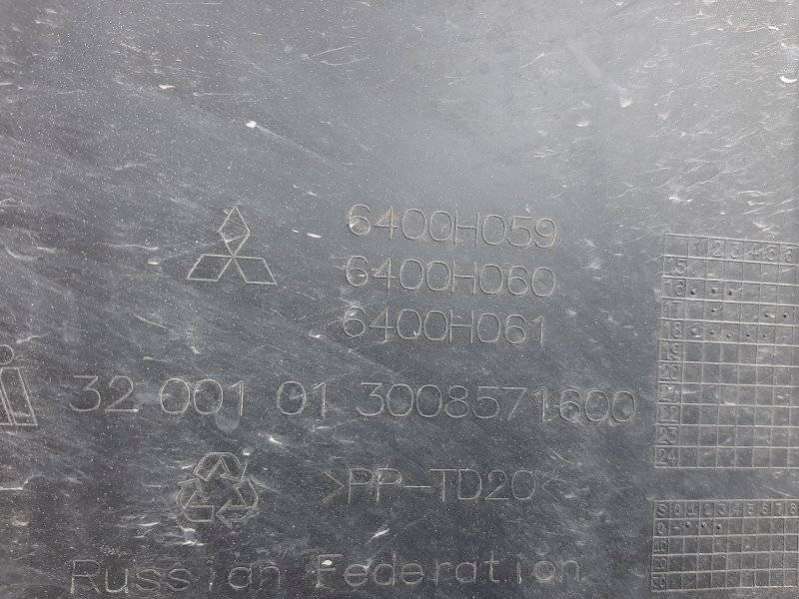 6400H059
6400H060
6400H061
32 001 01 3008571600
>PP-TD20<
Russian Federation